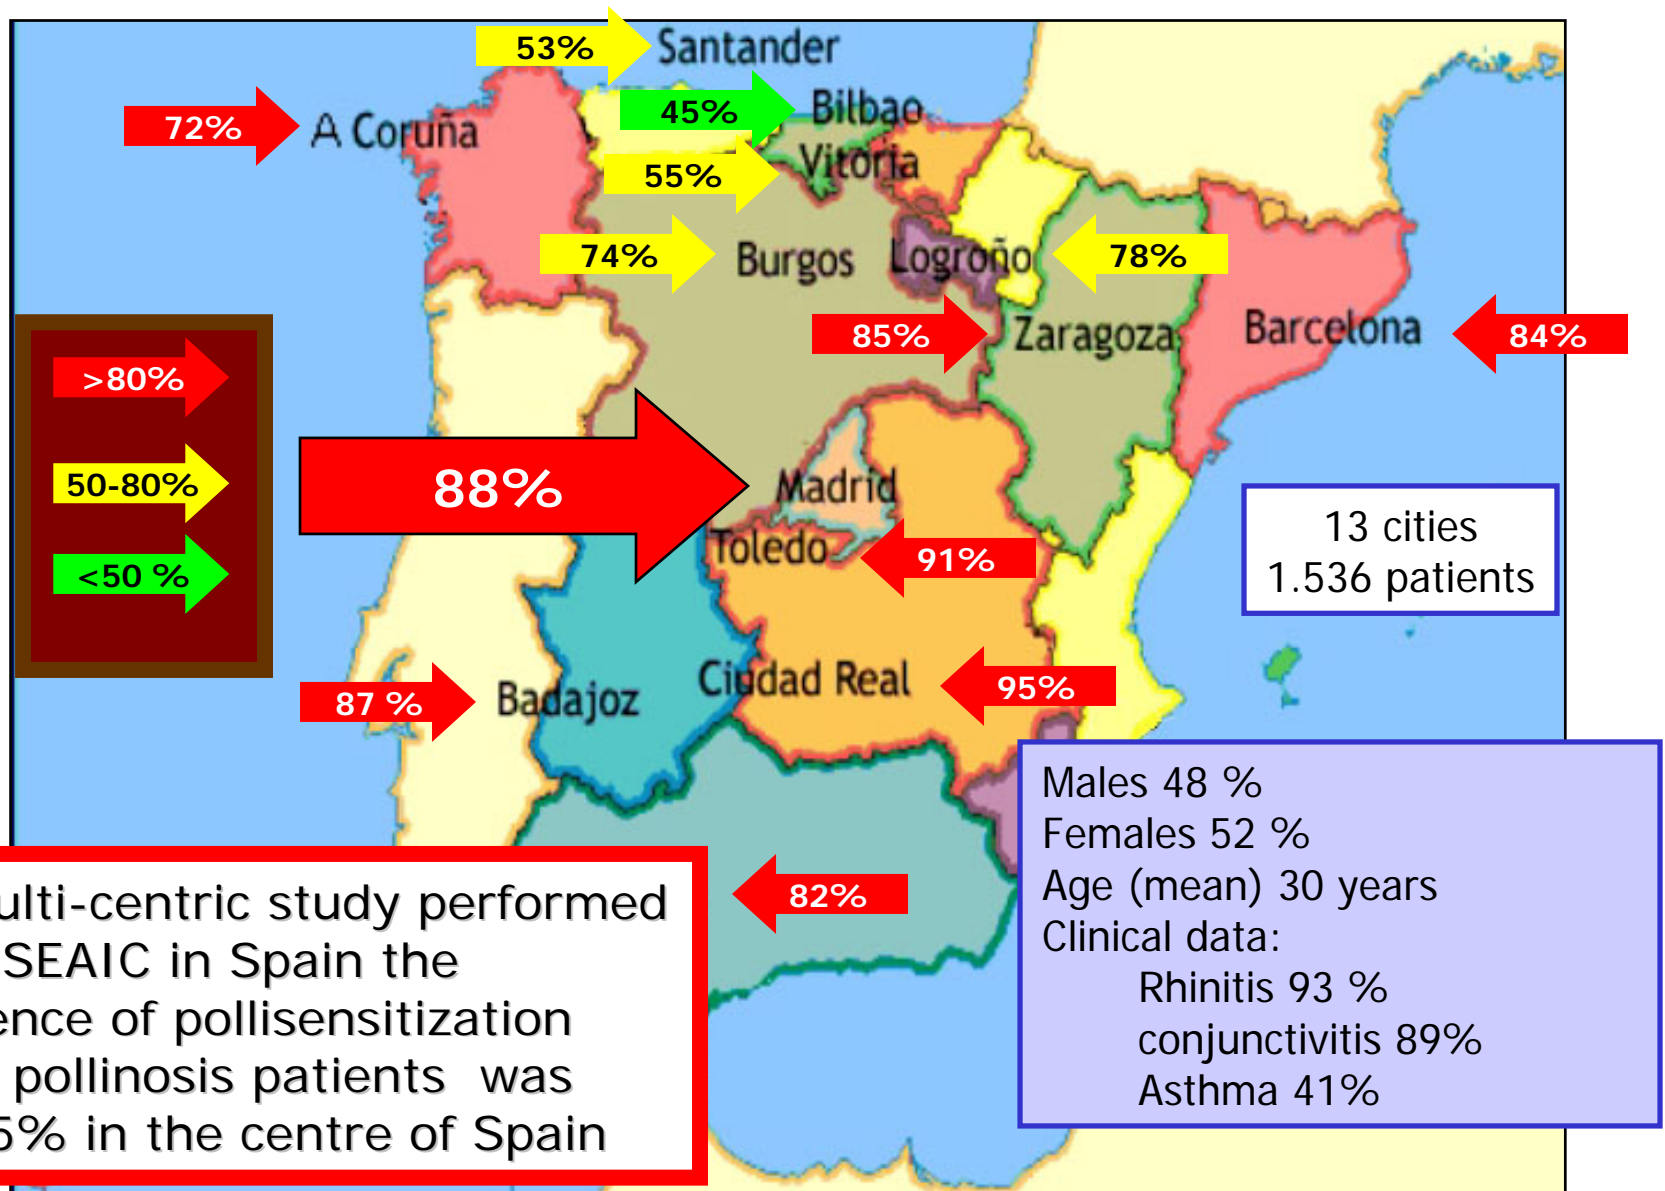 53%
Santander
72%
A Coruña
45%
Bilbao
55%
Vitoria
74%
Burgos
Logroño
78%
85%
Zaragoza
Barcelona
84%
>80%
50-80%
<50 %
88%
Madrid
Toledo
91%
13 cities
1.536 patients
87 %
Badajoz
Ciudad Real
95%
82%
Males 48 %
Females 52 %
Age (mean) 30 years
Clinical data:
Rhinitis 93 %
conjunctivitis 89%
Asthma 41%
ulti-centric study performed
SEAIC in Spain the
ence of pollisensitization
pollinosis patients was
5% in the centre of Spain